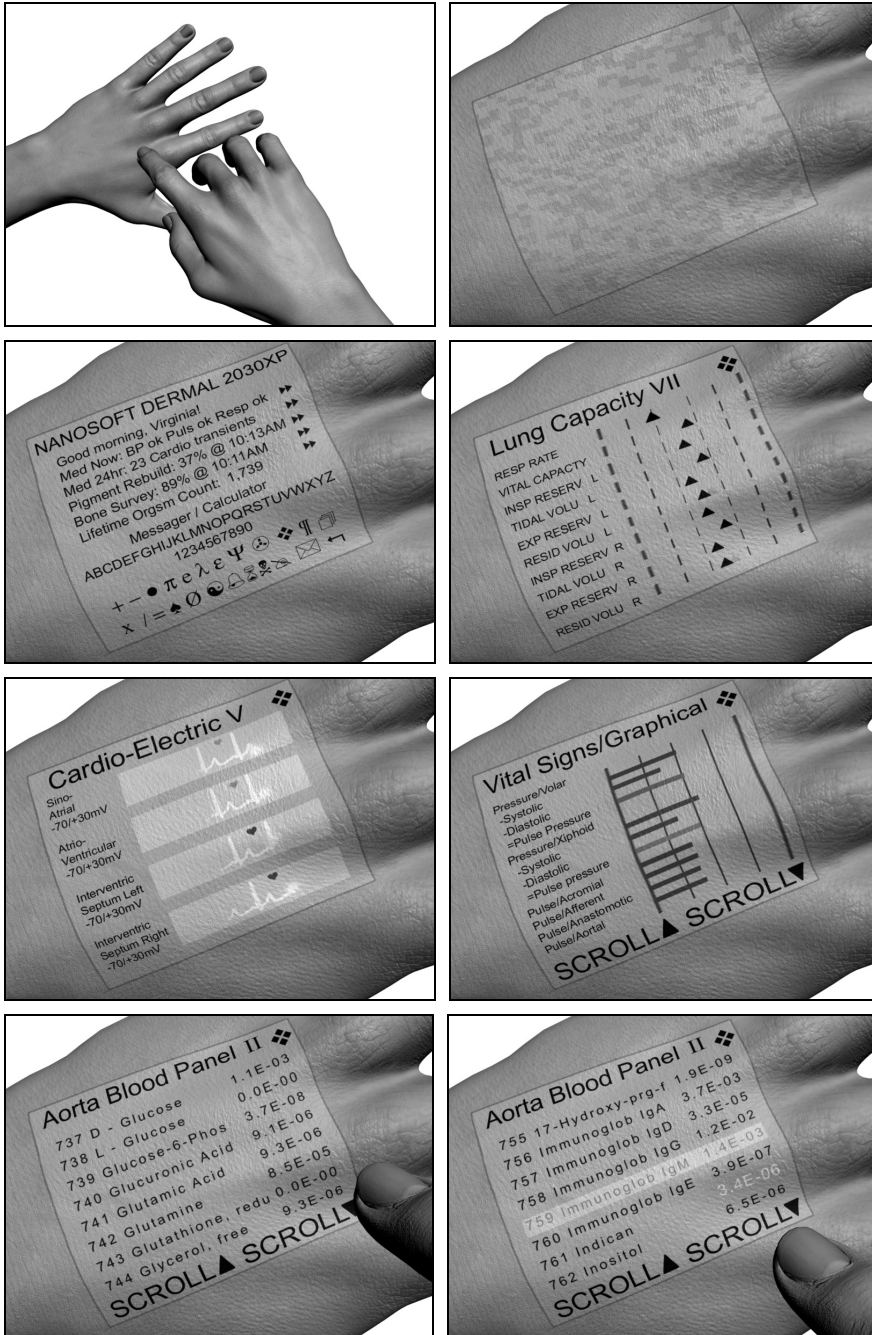 NANOSOFT DERMAL 2030XP
Good morning, Virginia!
Med Now: BP ok Puls ok Resp ok
Med 24hr: 23 Cardio transients
Pigment Rebuild: 37% @ 10:13AM
Bone Survey: 89% @ 10:11AM
Lifetime Orgsm Count: 1,739
Messager / Calculator
ABCDEFGHIJKLMNOPQRSTUVWXYZ
1234567890
+ − ● π e λ ε Ψ ✇ ❖ ¶
x / = ♠ Ø ☯
Lung Capacity VII
RESP RATE
VITAL CAPACTY
INSP RESERV L
TIDAL VOLU L
EXP RESERV L
RESID VOLU L
INSP RESERV R
TIDAL VOLU R
EXP RESERV R
RESID VOLU R
Cardio-Electric V
Sino-
Atrial
-70/+30mV
Atrio-
Ventricular
-70/+30mV
Interventric
Septum Left
-70/+30mV
Interventric
Septum Right
-70/+30mV
Vital Signs/Graphical
Pressure/Volar
-Systolic
-Diastolic
=Pulse Pressure
Pressure/Xiphoid
-Systolic
-Diastolic
=Pulse pressure
Pulse/Acromial
Pulse/Afferent
Pulse/Anastomotic
Pulse/Aortal
SCROLL▲ SCROLL▼
Aorta Blood Panel II
737 D - Glucose 1.1E-03
738 L - Glucose 0.0E-00
739 Glucose-6-Phos 3.7E-08
740 Glucuronic Acid 9.1E-06
741 Glutamic Acid 9.3E-06
742 Glutamine 8.5E-05
743 Glutathione, redu 0.0E-00
744 Glycerol, free 9.3E-06
SCROLL▲ SCROLL▼
Aorta Blood Panel II
755 17-Hydroxy-prg-f 1.9E-09
756 Immunoglob IgA 3.7E-03
757 Immunoglob IgD 3.3E-05
758 Immunoglob IgG 1.2E-02
759 Immunoglob IgM 1.4E-03
760 Immunoglob IgE 3.9E-07
761 Indican 3.4E-06
762 Inositol 6.5E-06
SCROLL▲ SCROLL▼